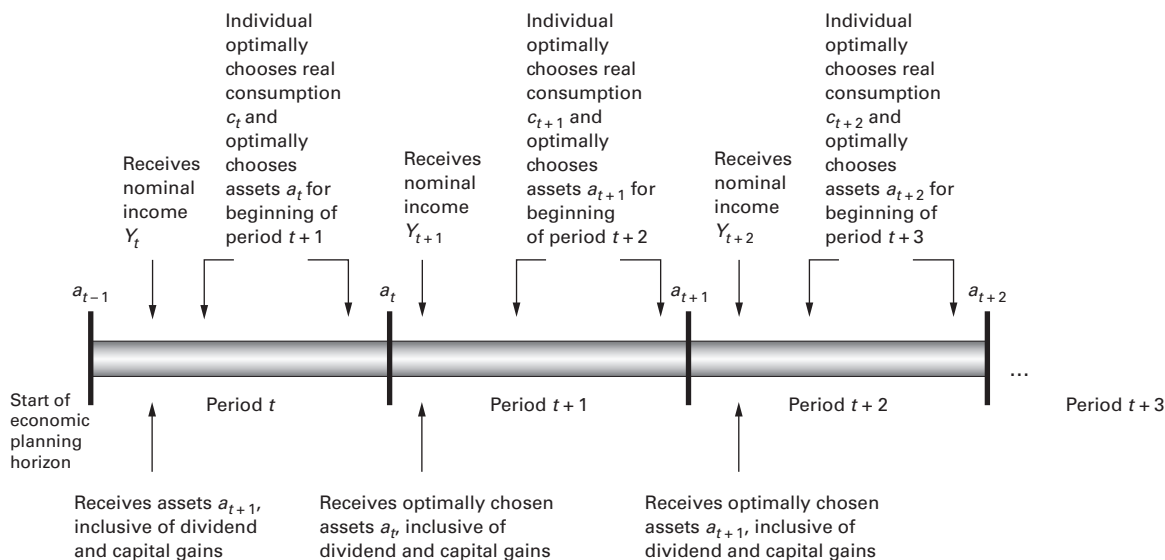 Individual
optimally
chooses real
consumption
c_t and
optimally
chooses
assets a_t for
beginning of
period t + 1
Individual
optimally
chooses real
consumption
c_{t+1} and
optimally
chooses
assets a_{t+1} for
beginning
of period t + 2
Individual
optimally
chooses real
consumption
c_{t+2} and
optimally
chooses
assets a_{t+2} for
beginning of
period t + 3
Receives
nominal
income
Y_t
Receives
nominal
income
Y_{t+1}
Receives
nominal
income
Y_{t+2}
a_{t−1}
a_t
a_{t+1}
a_{t+2}
...
Start of
economic
planning
horizon
Period t
Period t + 1
Period t + 2
Period t + 3
Receives assets a_{t+1},
inclusive of dividend
and capital gains
Receives optimally chosen
assets a_t, inclusive of
dividend and capital gains
Receives optimally chosen
assets a_{t+1}, inclusive of
dividend and capital gains